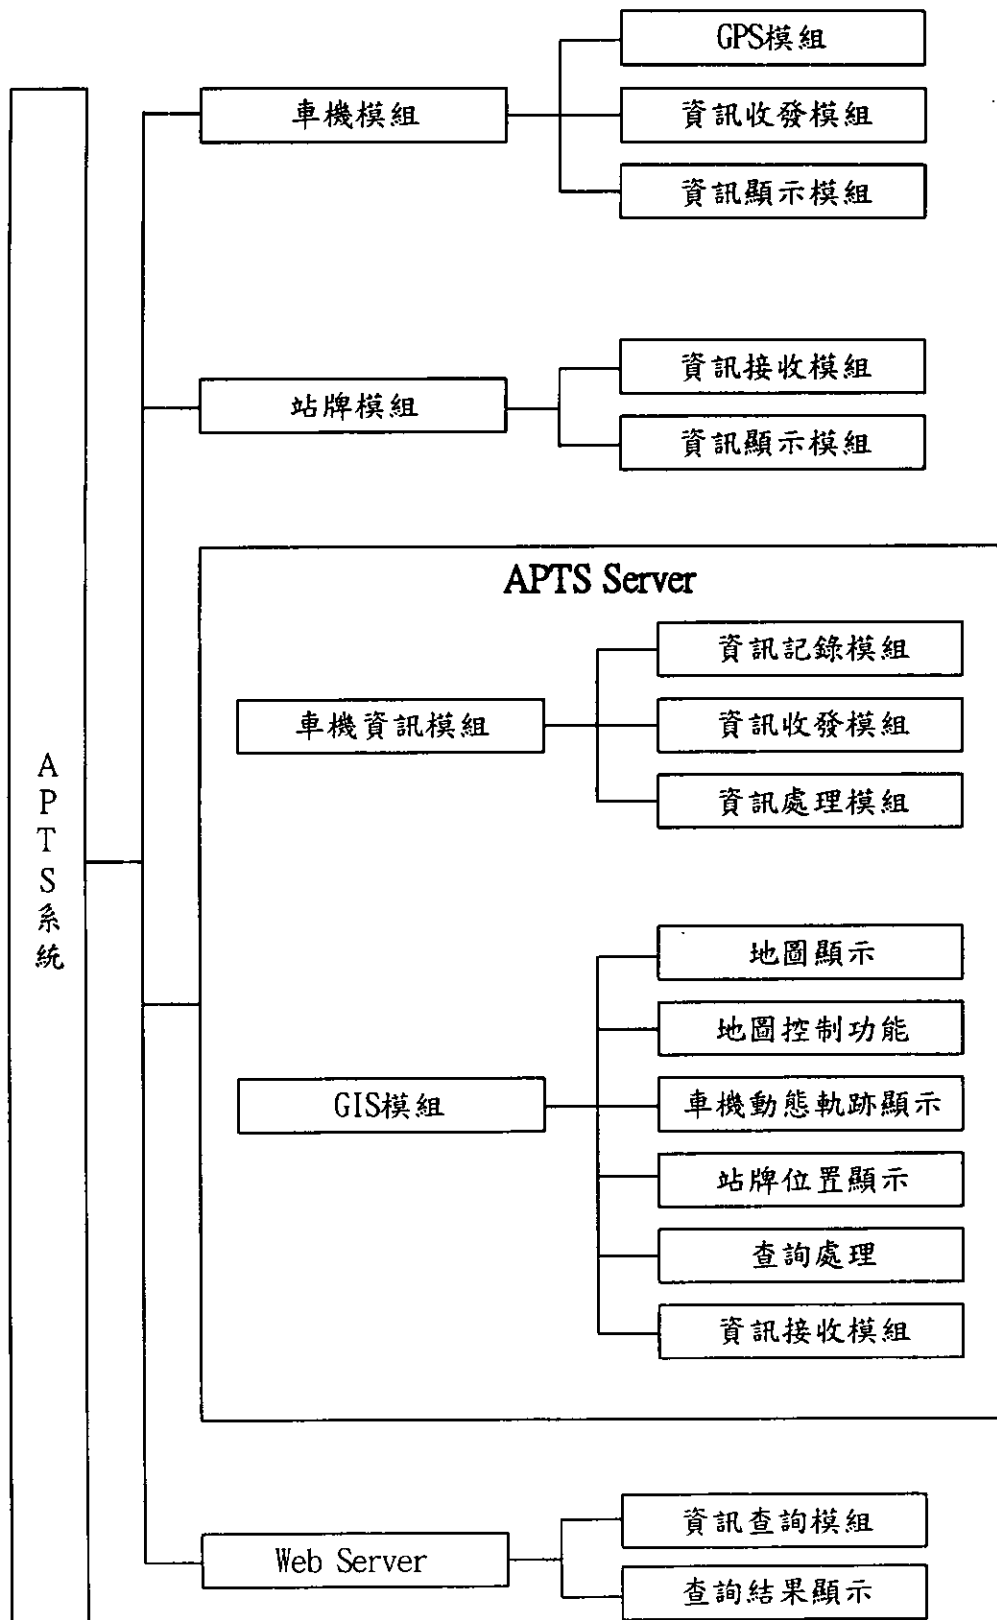 APTS系統
車機模組
GPS模組
資訊收發模組
資訊顯示模組
站牌模組
資訊接收模組
資訊顯示模組
APTS Server
車機資訊模組
資訊記錄模組
資訊收發模組
資訊處理模組
GIS模組
地圖顯示
地圖控制功能
車機動態軌跡顯示
站牌位置顯示
查詢處理
資訊接收模組
Web Server
資訊查詢模組
查詢結果顯示